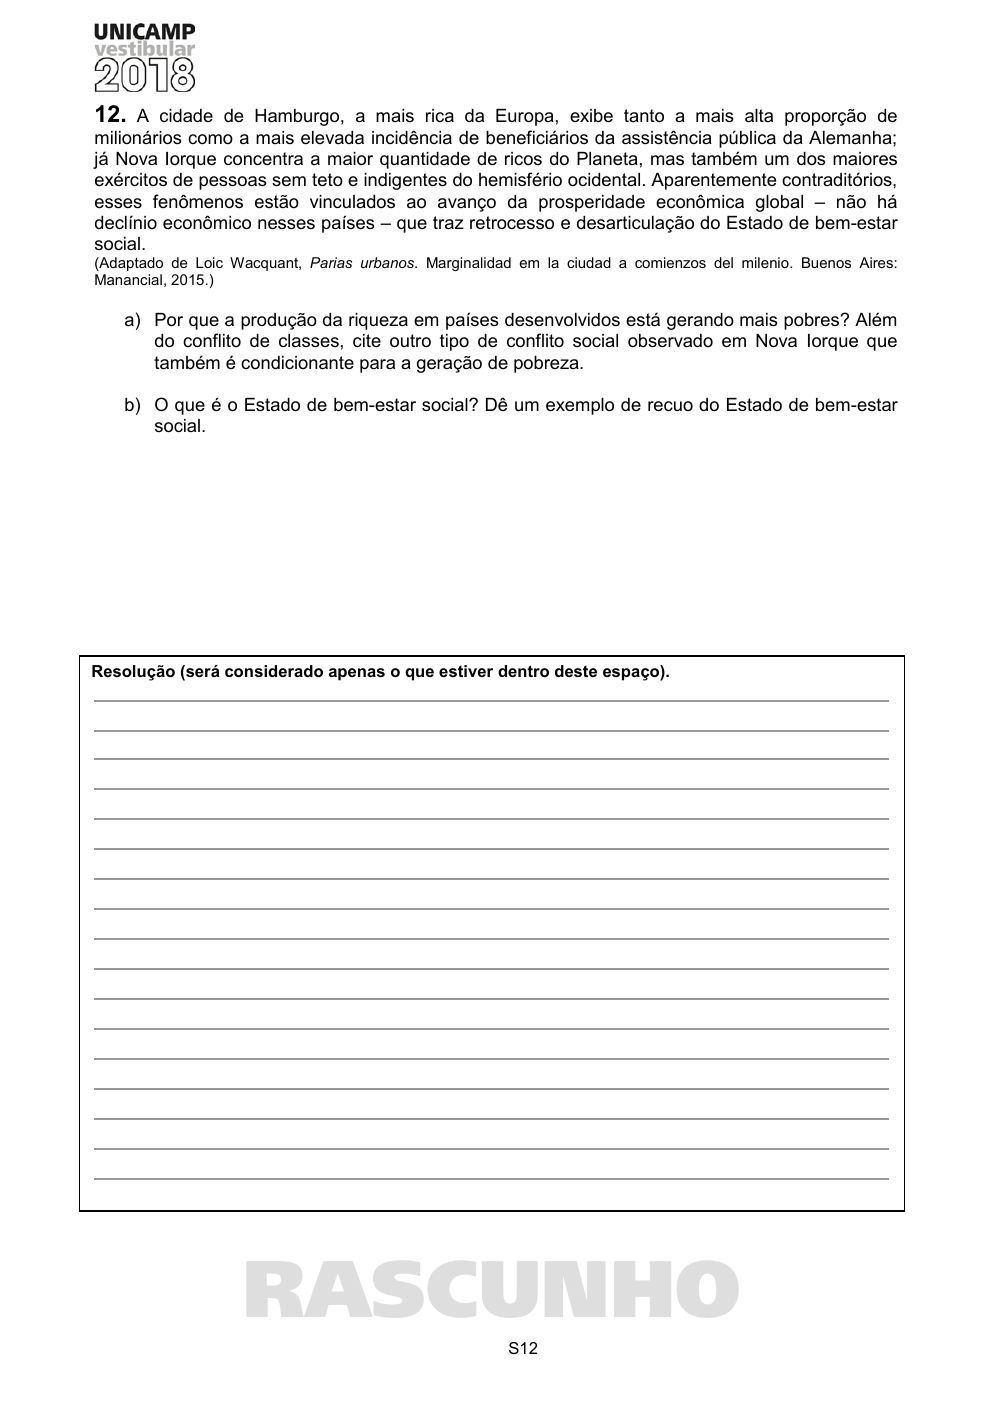 UNICAMP
vestibular
2018
12. A cidade de Hamburgo, a mais rica da Europa, exibe tanto a mais alta proporção de
milionários como a mais elevada incidência de beneficiários da assistência pública da Alemanha;
já Nova Iorque concentra a maior quantidade de ricos do Planeta, mas também um dos maiores
exércitos de pessoas sem teto e indigentes do hemisfério ocidental. Aparentemente contraditórios,
esses fenômenos estão vinculados ao avanço da prosperidade econômica global – não há
declínio econômico nesses países – que traz retrocesso e desarticulação do Estado de bem-estar
social.
(Adaptado de Loic Wacquant, Parias urbanos. Marginalidad em la ciudad a comienzos del milenio. Buenos Aires:
Manancial, 2015.)
a) Por que a produção da riqueza em países desenvolvidos está gerando mais pobres? Além
do conflito de classes, cite outro tipo de conflito social observado em Nova Iorque que
também é condicionante para a geração de pobreza.
b) O que é o Estado de bem-estar social? Dê um exemplo de recuo do Estado de bem-estar
social.
Resolução (será considerado apenas o que estiver dentro deste espaço).
RASCUNHO
S12